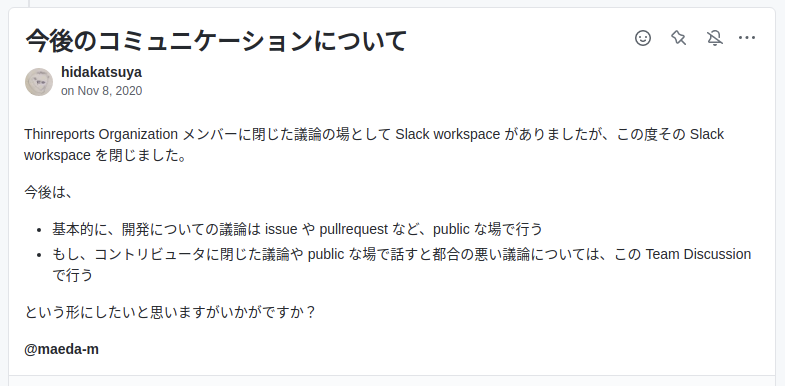 今後のコミュニケーションについて
hidakatsuya
on Nov 8, 2020
Thinreports Organization メンバーに閉じた議論の場として Slack workspace がありましたが、この度その Slack
workspace を閉じました。
今後は、
• 基本的に、開発についての議論は issue や pullrequest など、public な場で行う
• もし、コントリビュータに閉じた議論や public な場で話すと都合の悪い議論については、この Team Discussion
で行う
という形にしたいと思いますがいかがですか？
@maeda-m